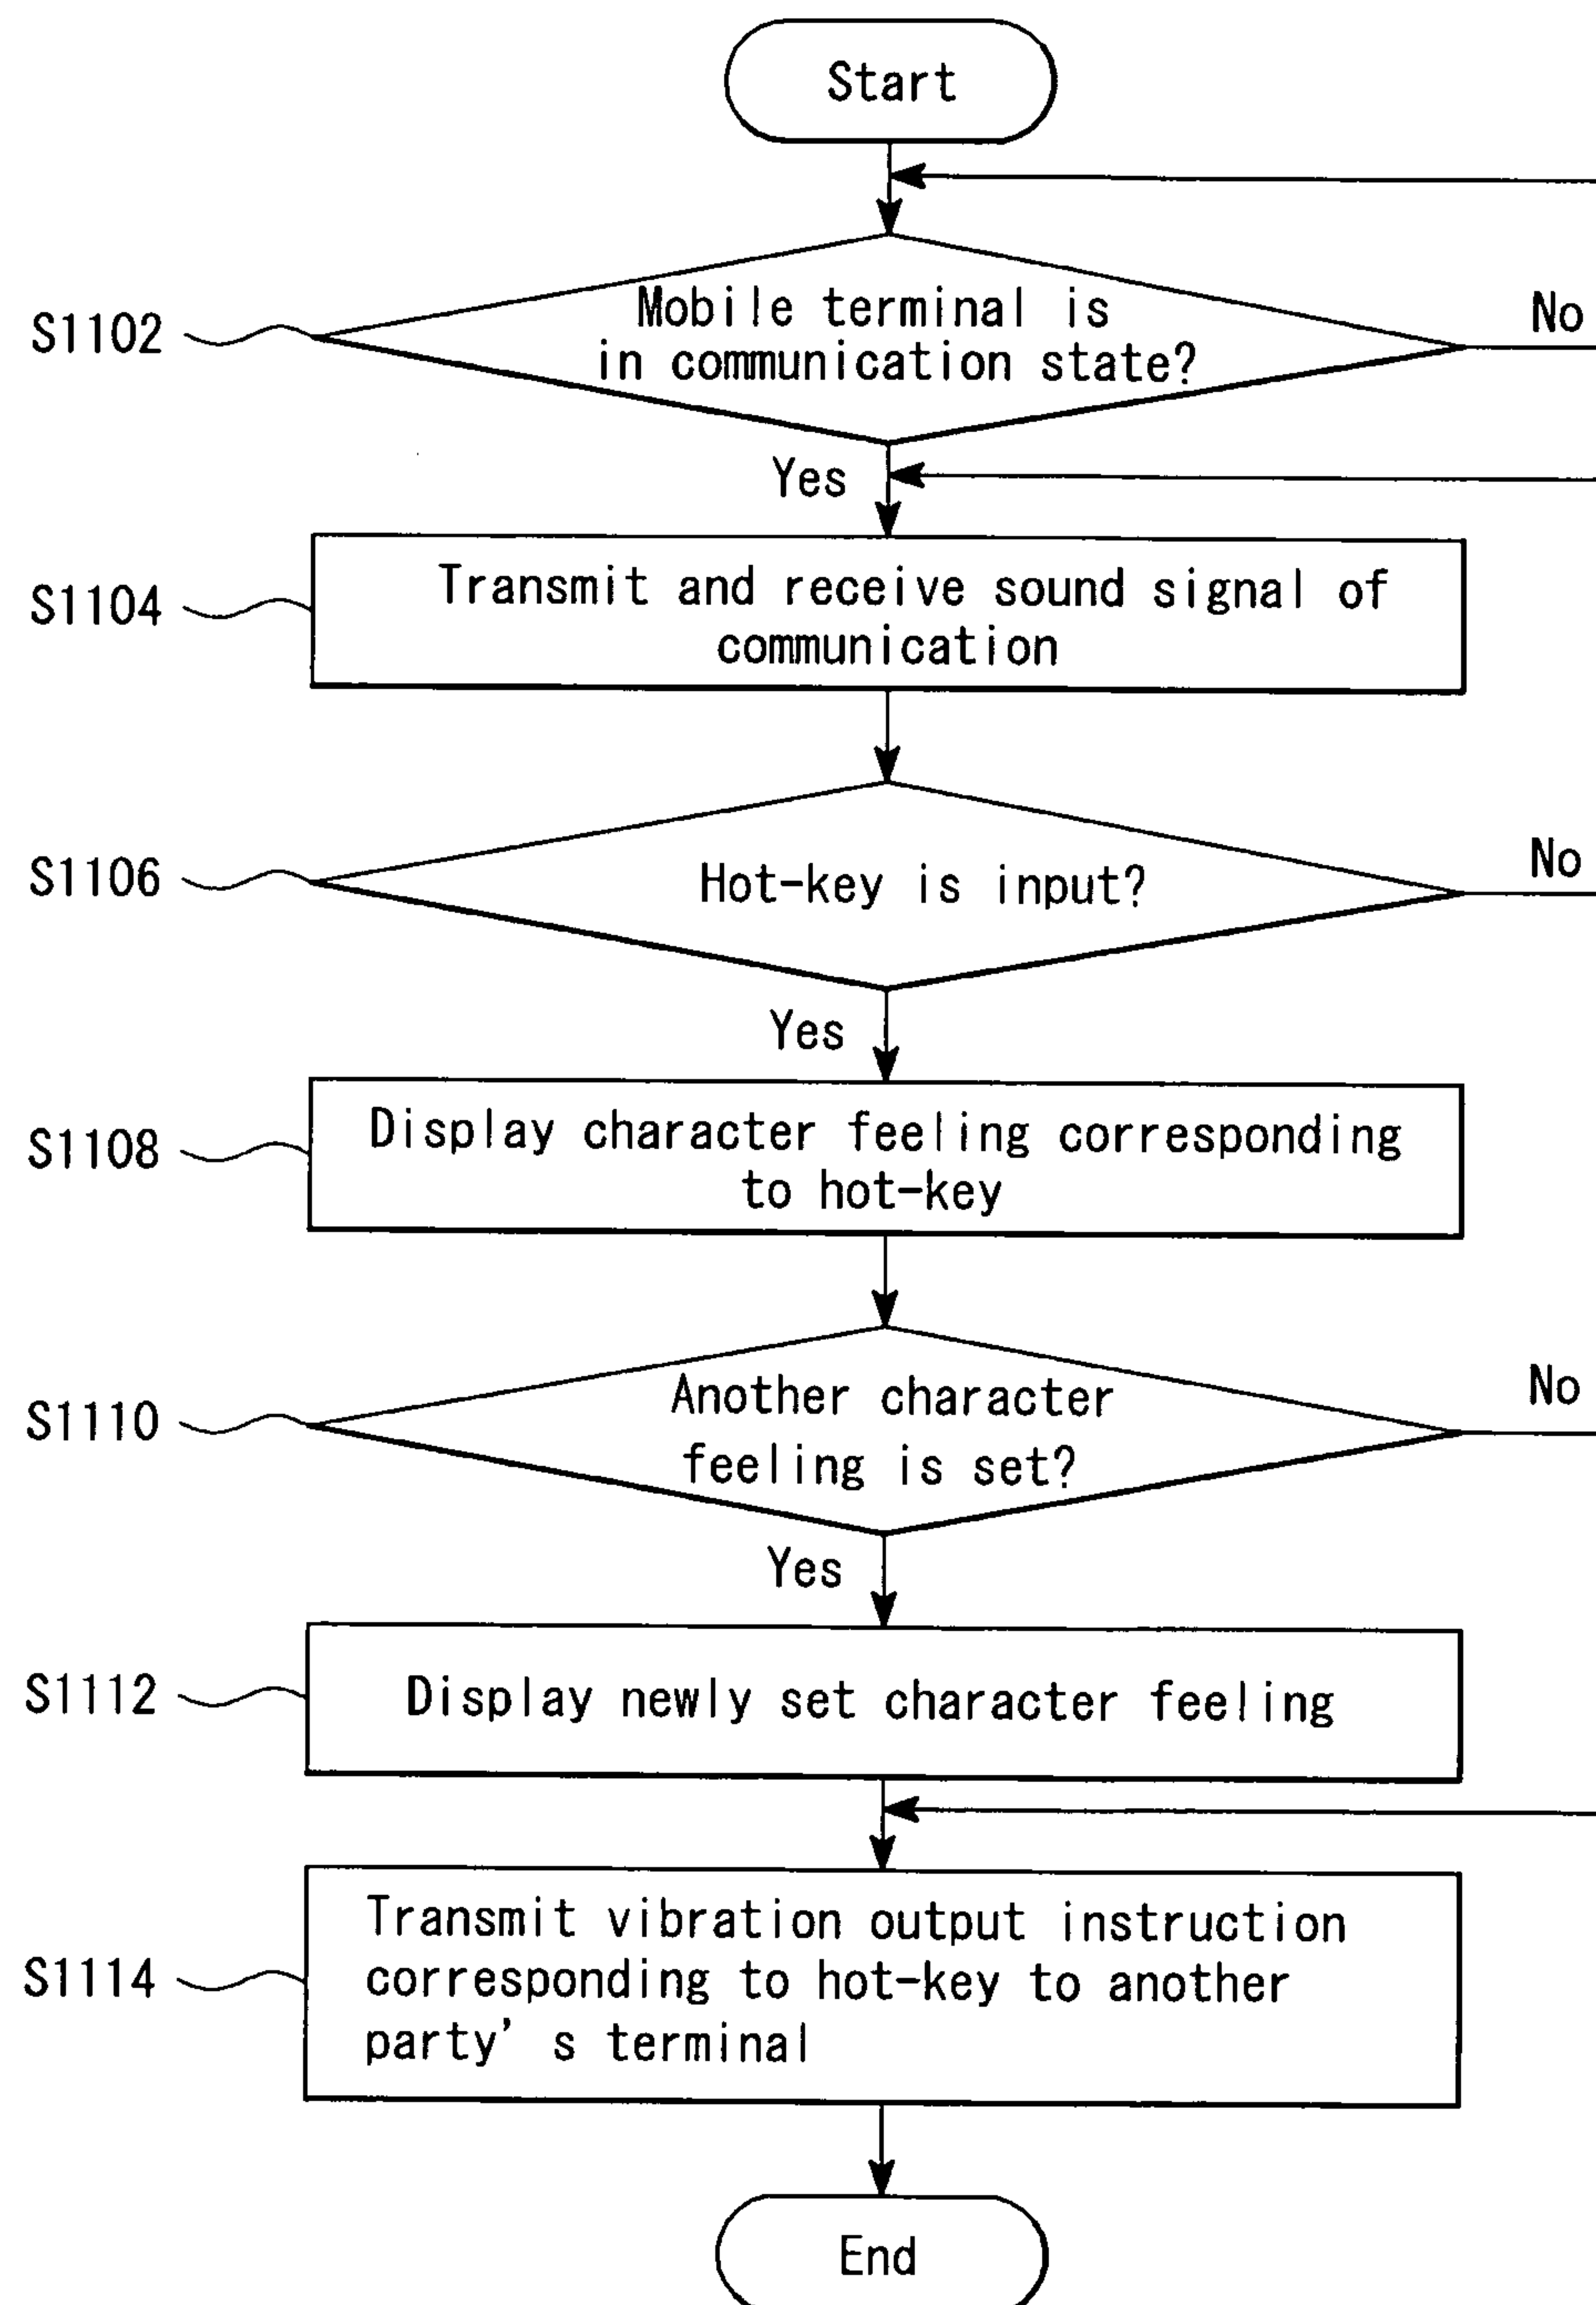 Start
S1102
Mobile terminal is
in communication state?
No
Yes
S1104
Transmit and receive sound signal of
communication
S1106
Hot-key is input?
No
Yes
S1108
Display character feeling corresponding
to hot-key
S1110
Another character
feeling is set?
No
Yes
S1112
Display newly set character feeling
S1114
Transmit vibration output instruction
corresponding to hot-key to another
party's terminal
End